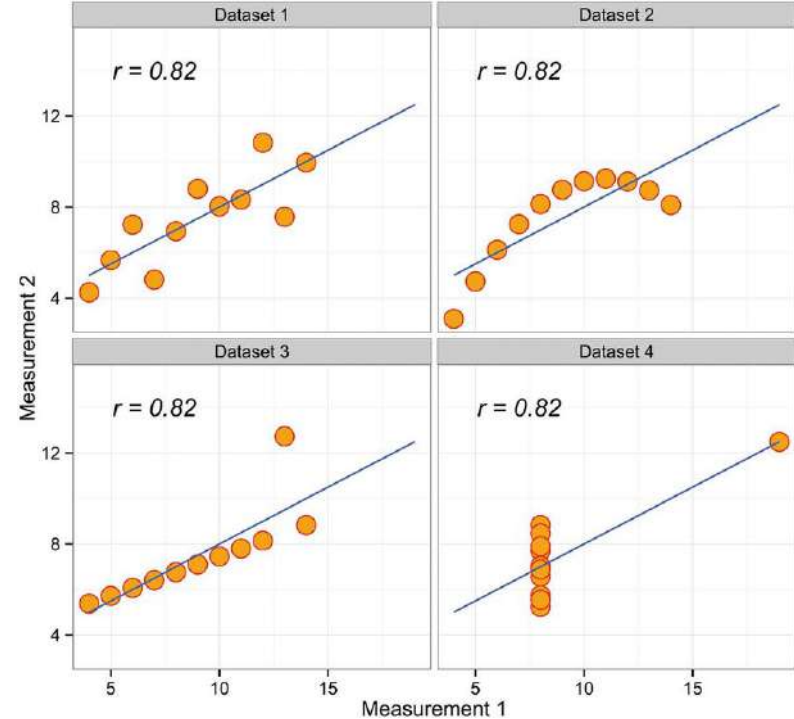 Dataset 1
Dataset 2
r = 0.82
r = 0.82
12
8
4
Dataset 3
Dataset 4
r = 0.82
r = 0.82
12
8
4
Measurement 2
5
10
15
5
10
15
Measurement 1